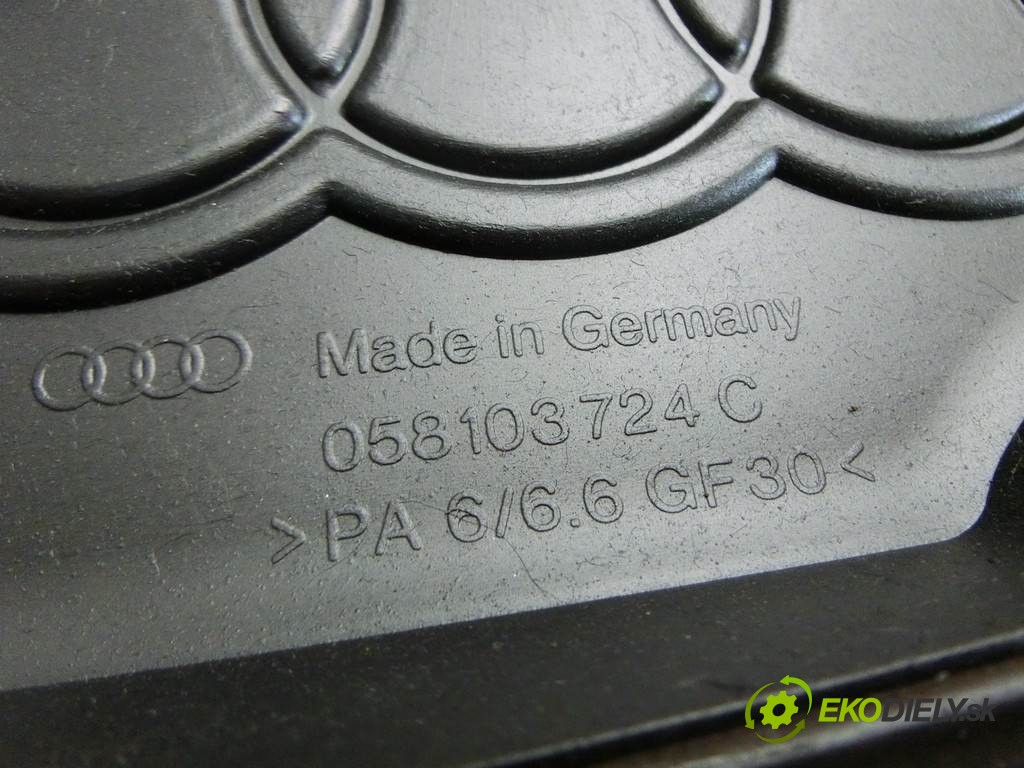 Made in Germany
058103724 C
>PA 6/6.6 GF30<
EKODIELY.sk